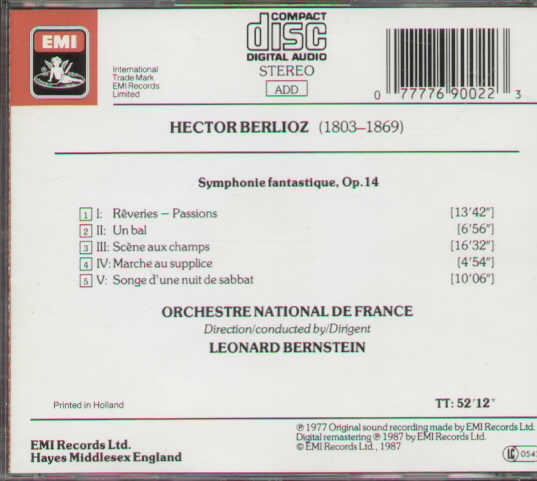 EMI
International
Trade Mark
EMI Records
Limited
COMPACT
disc
DIGITAL AUDIO
STEREO
ADD
0 77776 90022 3
HECTOR BERLIOZ (1803–1869)
Symphonie fantastique, Op.14
1 I: Rêveries – Passions [13'42"]
2 II: Un bal [6'56"]
3 III: Scène aux champs [16'32"]
4 IV: Marche au supplice [4'54"]
5 V: Songe d'une nuit de sabbat [10'06"]
ORCHESTRE NATIONAL DE FRANCE
Direction/conducted by/Dirigent
LEONARD BERNSTEIN
Printed in Holland
TT: 52'12"
℗ 1977 Original sound recording made by EMI Records Ltd.
Digital remastering ℗ 1987 by EMI Records Ltd.
© EMI Records Ltd., 1987
EMI Records Ltd.
Hayes Middlesex England
LC